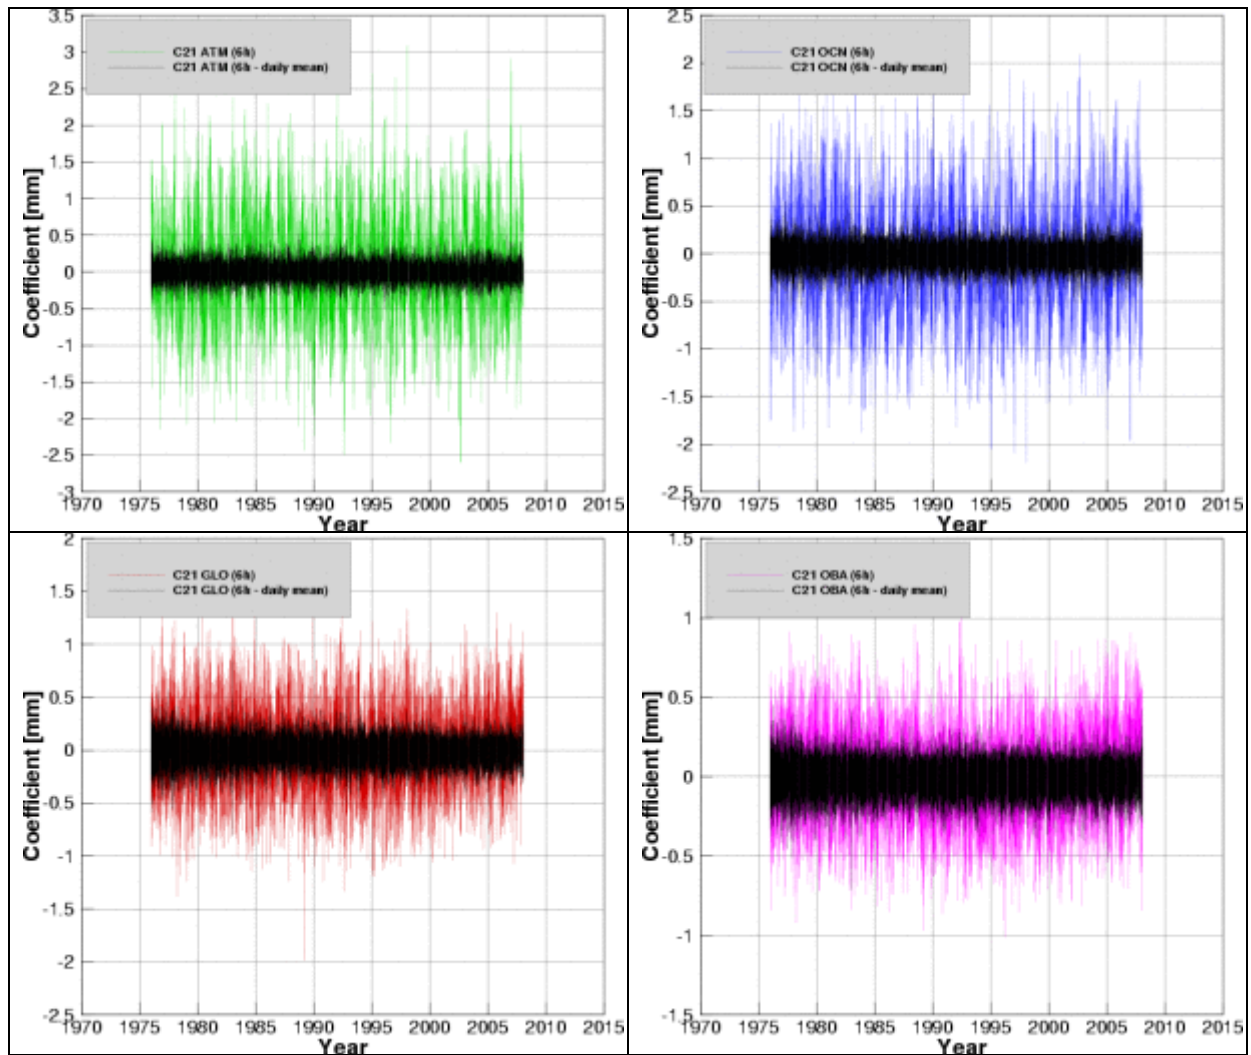 3.5
C21 ATM (6h)
C21 ATM (6h - daily mean)
3
2.5
2
1.5
1
0.5
0
-0.5
-1
-1.5
-2
-2.5
-3
Coefficient [mm]
1970 1975 1980 1985 1990 1995 2000 2005 2010 2015
Year
2.5
C21 OCN (6h)
C21 OCN (6h - daily mean)
2
1.5
1
0.5
0
-0.5
-1
-1.5
-2
-2.5
Coefficient [mm]
1970 1975 1980 1985 1990 1995 2000 2005 2010 2015
Year
2
C21 GLO (6h)
C21 GLO (6h - daily mean)
1.5
1
0.5
0
-0.5
-1
-1.5
-2
-2.5
Coefficient [mm]
1970 1975 1980 1985 1990 1995 2000 2005 2010 2015
Year
1.5
C21 OBA (6h)
C21 OBA (6h - daily mean)
1
0.5
0
-0.5
-1
-1.5
Coefficient [mm]
1970 1975 1980 1985 1990 1995 2000 2005 2010 2015
Year